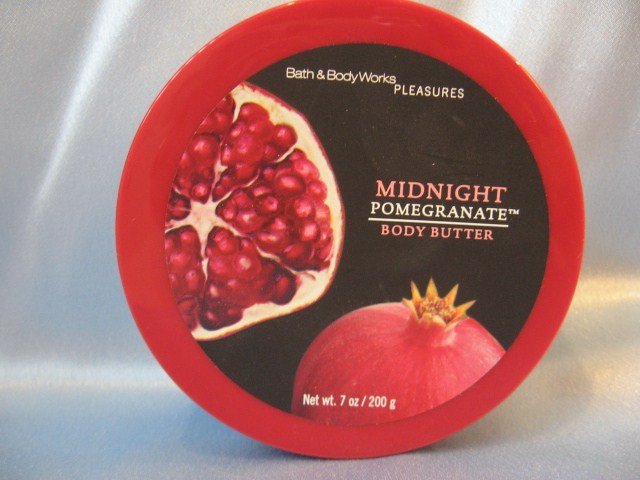 Bath & Body Works
PLEASURES
MIDNIGHT
POMEGRANATE™
BODY BUTTER
Net wt. 7 oz / 200 g